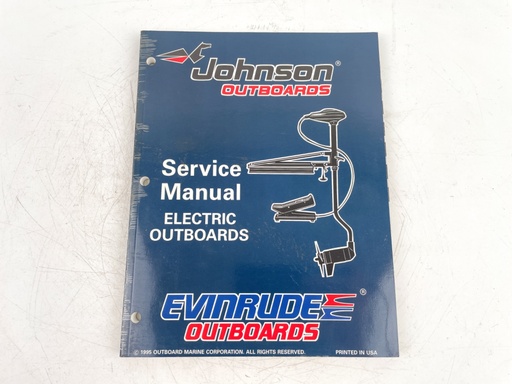 Johnson®
OUTBOARDS
Service
Manual
ELECTRIC
OUTBOARDS
EVINRUDE®
OUTBOARDS
© 1995 OUTBOARD MARINE CORPORATION. ALL RIGHTS RESERVED. PRINTED IN USA